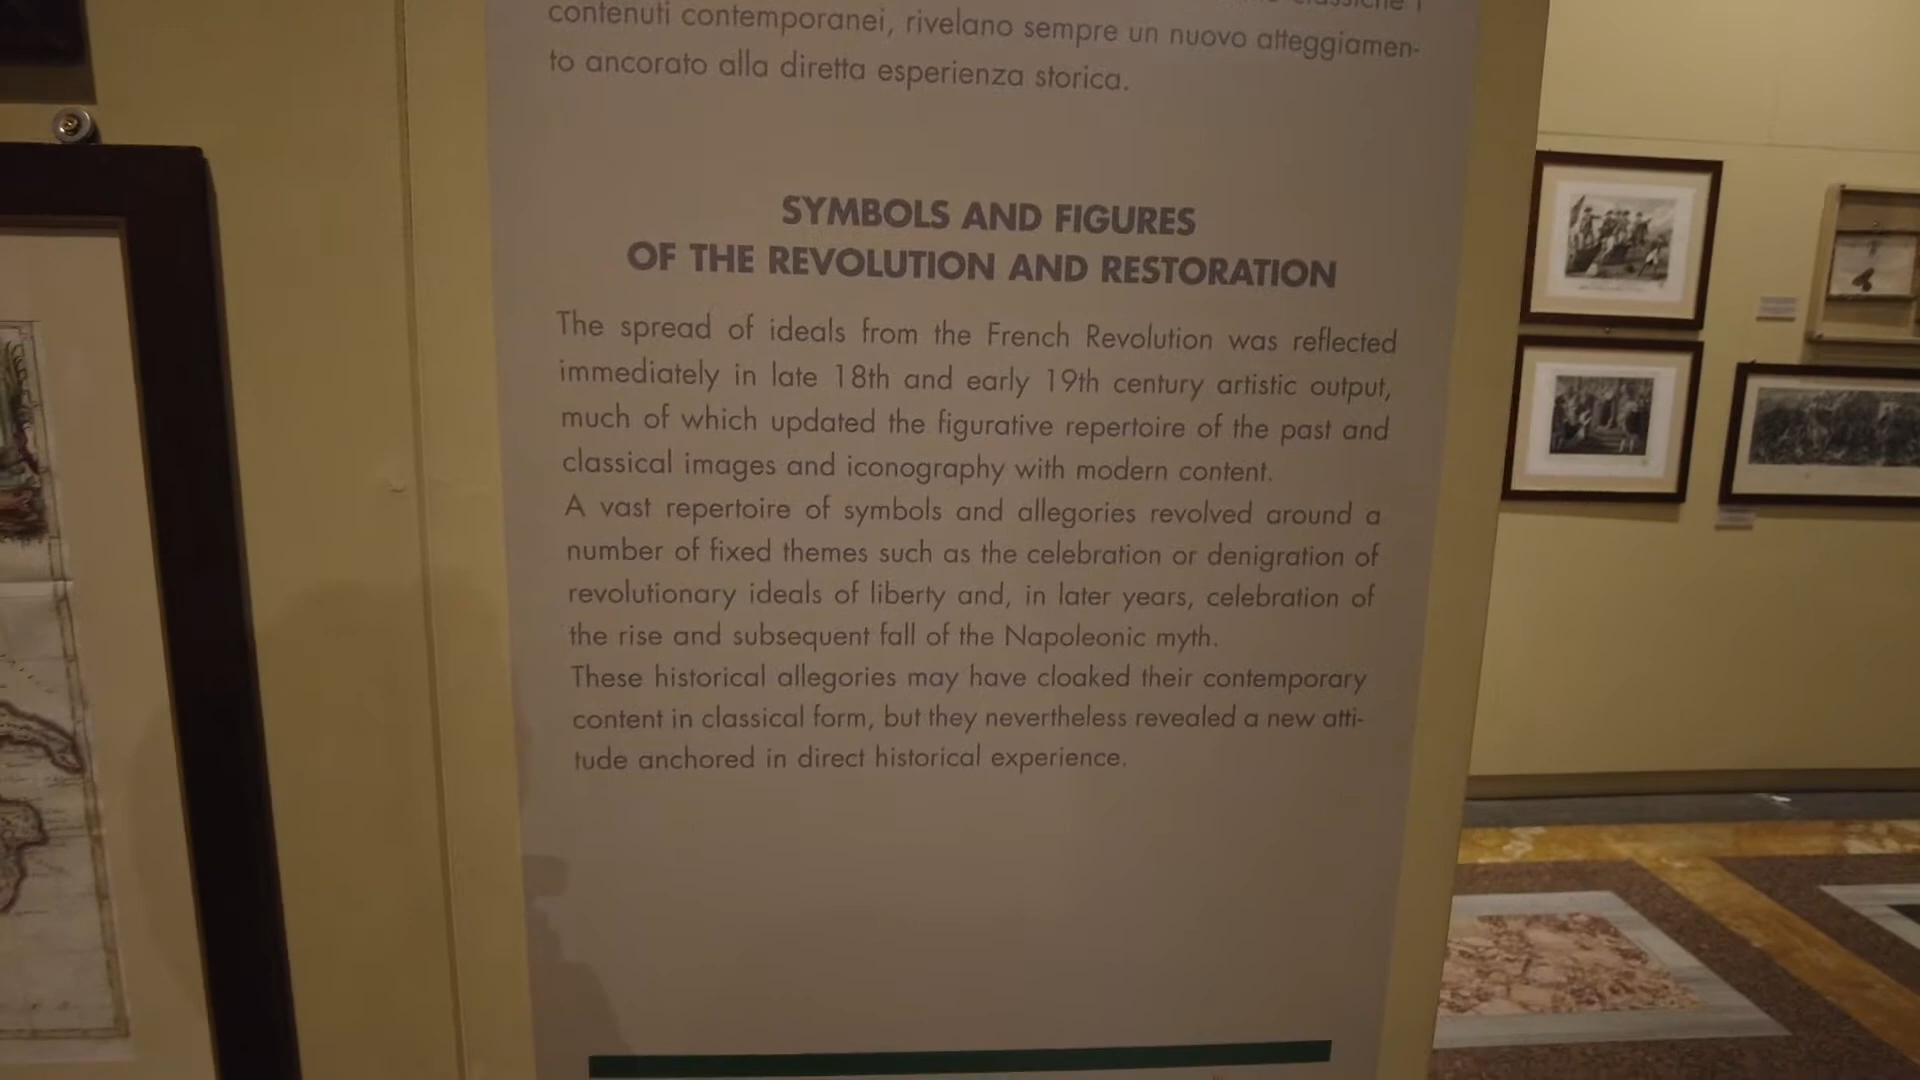 contenuti contemporanei, rivelano sempre un nuovo atteggiamen-
to ancorato alla diretta esperienza storica.
SYMBOLS AND FIGURES
OF THE REVOLUTION AND RESTORATION
The spread of ideals from the French Revolution was reflected
immediately in late 18th and early 19th century artistic output,
much of which updated the figurative repertoire of the past and
classical images and iconography with modern content.
A vast repertoire of symbols and allegories revolved around a
number of fixed themes such as the celebration or denigration of
revolutionary ideals of liberty and, in later years, celebration of
the rise and subsequent fall of the Napoleonic myth.
These historical allegories may have cloaked their contemporary
content in classical form, but they nevertheless revealed a new atti-
tude anchored in direct historical experience.